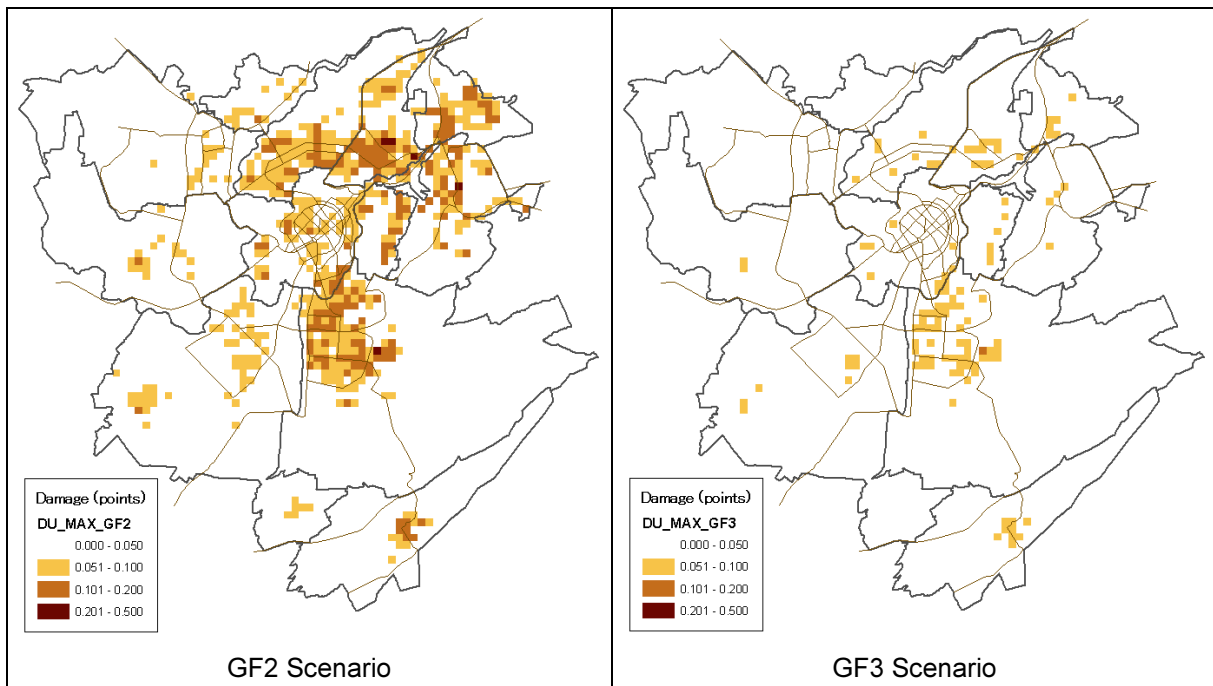 Damage (points)
DU_MAX_GF2
0.000 - 0.050
0.051 - 0.100
0.101 - 0.200
0.201 - 0.500
GF2 Scenario
Damage (points)
DU_MAX_GF3
0.000 - 0.050
0.051 - 0.100
0.101 - 0.200
0.201 - 0.500
GF3 Scenario